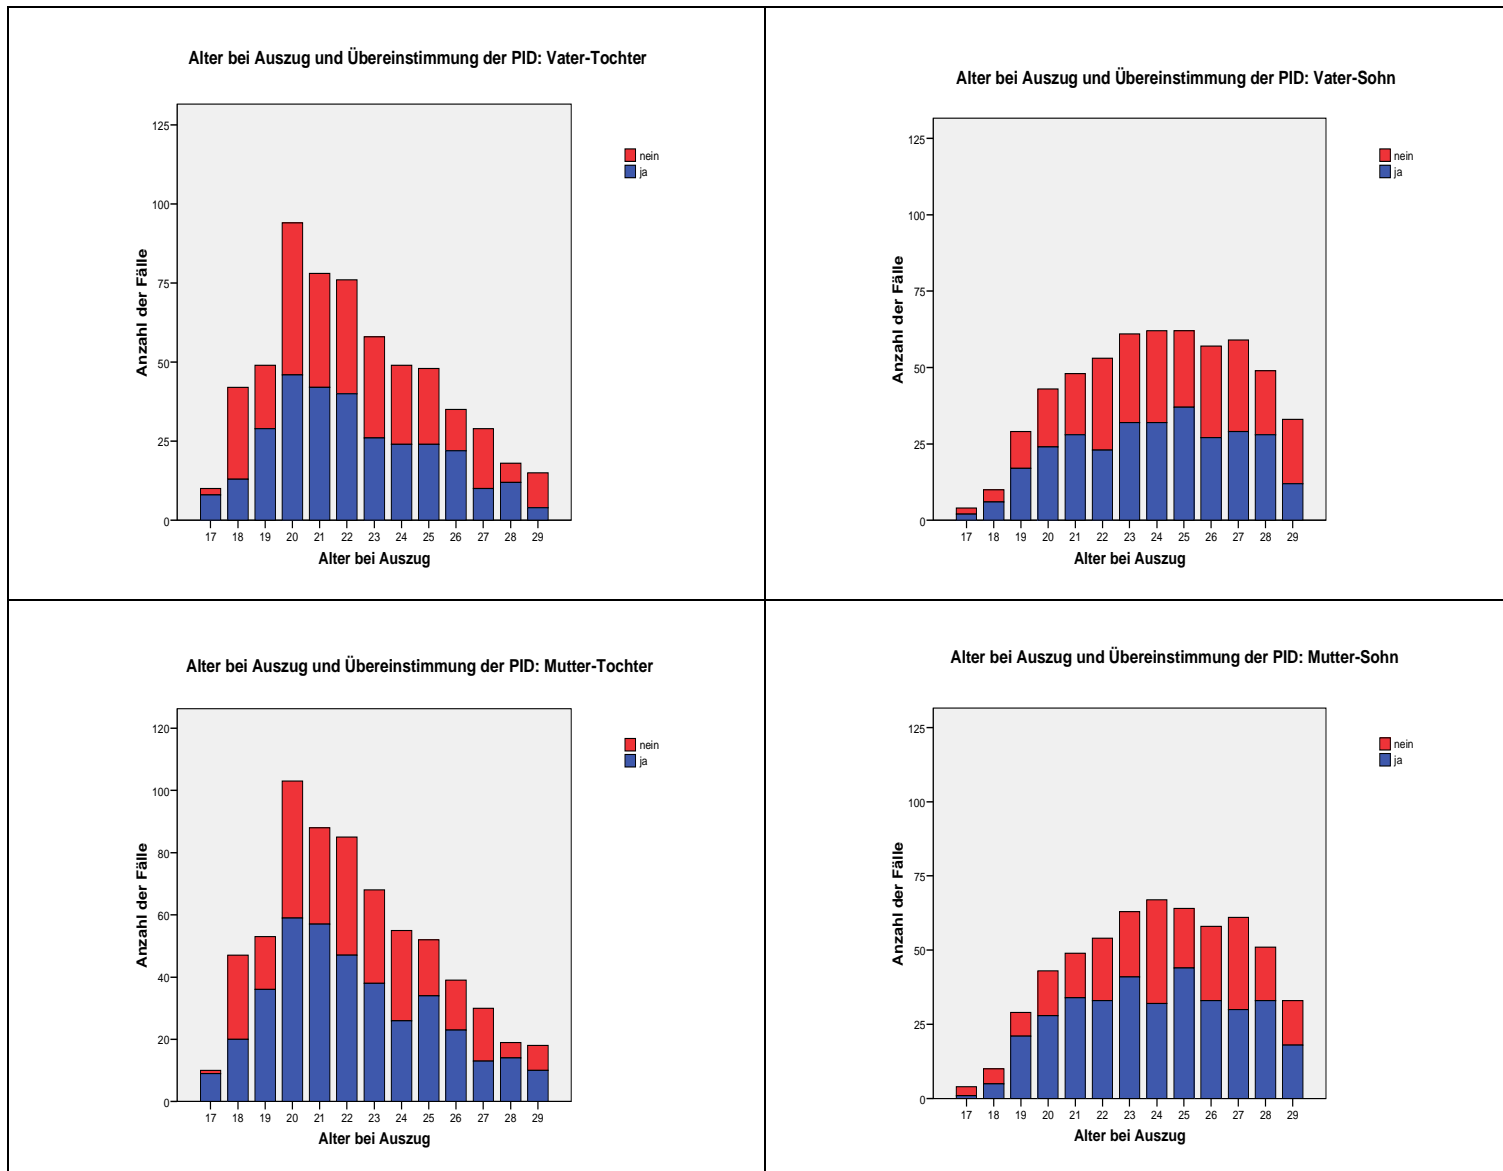 Alter bei Auszug und Übereinstimmung der PID: Vater-Tochter
125
100
75
50
25
0
Anzahl der Fälle
17 18 19 20 21 22 23 24 25 26 27 28 29
Alter bei Auszug
nein
ja
Alter bei Auszug und Übereinstimmung der PID: Vater-Sohn
125
100
75
50
25
0
Anzahl der Fälle
17 18 19 20 21 22 23 24 25 26 27 28 29
Alter bei Auszug
nein
ja
Alter bei Auszug und Übereinstimmung der PID: Mutter-Tochter
120
100
80
60
40
20
0
Anzahl der Fälle
17 18 19 20 21 22 23 24 25 26 27 28 29
Alter bei Auszug
nein
ja
Alter bei Auszug und Übereinstimmung der PID: Mutter-Sohn
125
100
75
50
25
0
Anzahl der Fälle
17 18 19 20 21 22 23 24 25 26 27 28 29
Alter bei Auszug
nein
ja